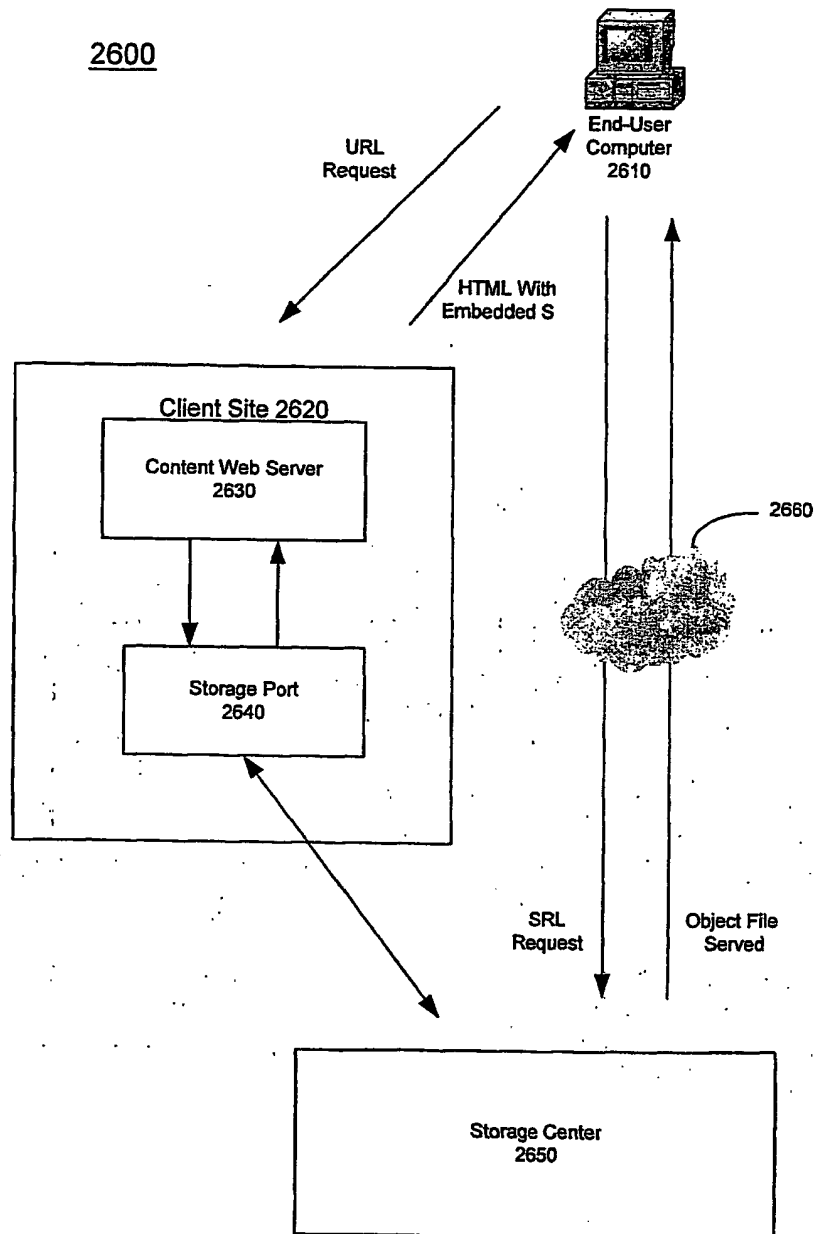 2600
End-User
Computer
2610
URL
Request
HTML With
Embedded S
Client Site 2620
Content Web Server
2630
2660
Storage Port
2640
SRL
Request
Object File
Served
Storage Center
2650